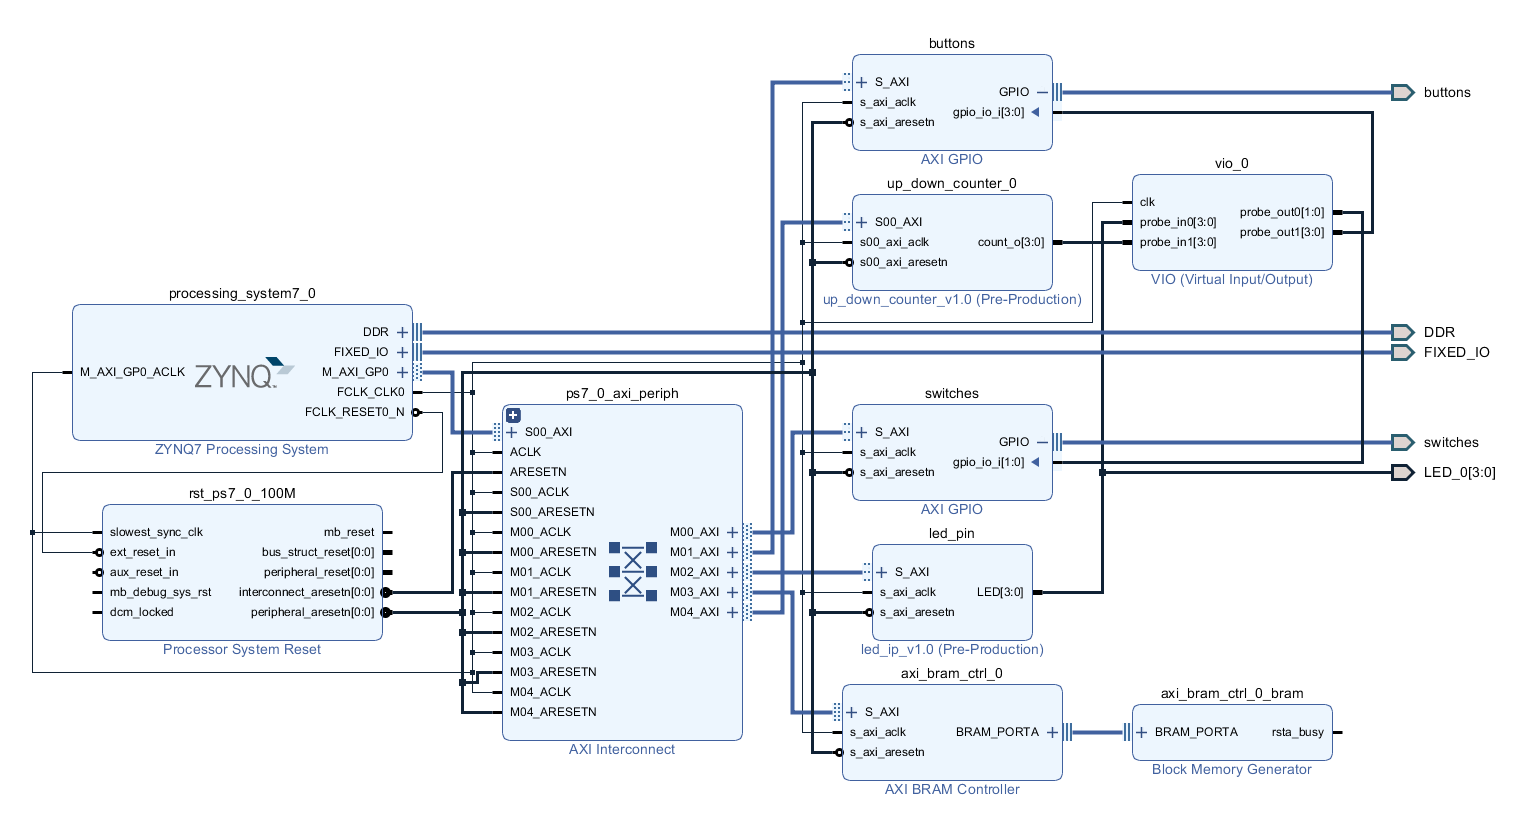 buttons
S_AXI
s_axi_aclk
s_axi_aresetn
GPIO
gpio_io_i[3:0]
AXI GPIO
buttons
up_down_counter_0
S00_AXI
s00_axi_aclk
s00_axi_aresetn
count_o[3:0]
up_down_counter_v1.0 (Pre-Production)
vio_0
clk
probe_in0[3:0]
probe_in1[3:0]
probe_out0[1:0]
probe_out1[3:0]
VIO (Virtual Input/Output)
processing_system7_0
M_AXI_GP0_ACLK
ZYNQ
DDR
FIXED_IO
M_AXI_GP0
FCLK_CLK0
FCLK_RESET0_N
ZYNQ7 Processing System
DDR
FIXED_IO
rst_ps7_0_100M
slowest_sync_clk
ext_reset_in
aux_reset_in
mb_debug_sys_rst
dcm_locked
mb_reset
bus_struct_reset[0:0]
peripheral_reset[0:0]
interconnect_aresetn[0:0]
peripheral_aresetn[0:0]
Processor System Reset
ps7_0_axi_periph
S00_AXI
ACLK
ARESETN
S00_ACLK
S00_ARESETN
M00_ACLK
M00_ARESETN
M01_ACLK
M01_ARESETN
M02_ACLK
M02_ARESETN
M03_ACLK
M03_ARESETN
M04_ACLK
M04_ARESETN
M00_AXI
M01_AXI
M02_AXI
M03_AXI
M04_AXI
AXI Interconnect
switches
S_AXI
s_axi_aclk
s_axi_aresetn
GPIO
gpio_io_i[1:0]
AXI GPIO
switches
LED_0[3:0]
led_pin
S_AXI
s_axi_aclk
s_axi_aresetn
LED[3:0]
led_ip_v1.0 (Pre-Production)
axi_bram_ctrl_0
S_AXI
s_axi_aclk
s_axi_aresetn
BRAM_PORTA
AXI BRAM Controller
axi_bram_ctrl_0_bram
BRAM_PORTA
rsta_busy
Block Memory Generator